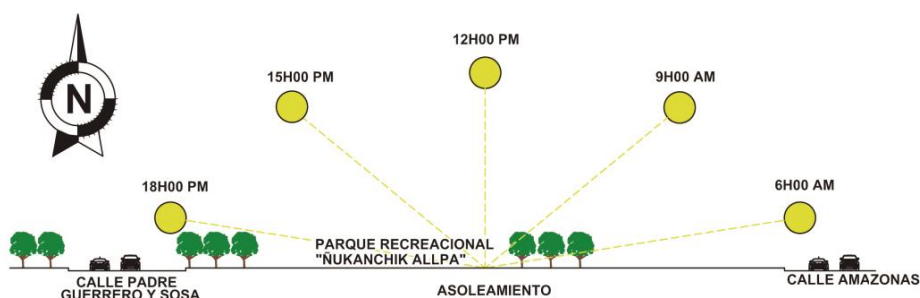 12H00 PM
15H00 PM
9H00 AM
N
18H00 PM
6H00 AM
PARQUE RECREACIONAL
"ÑUKANCHIK ALLPA"
CALLE PADRE
GUERRERO Y SOSA
ASOLEAMIENTO
CALLE AMAZONAS